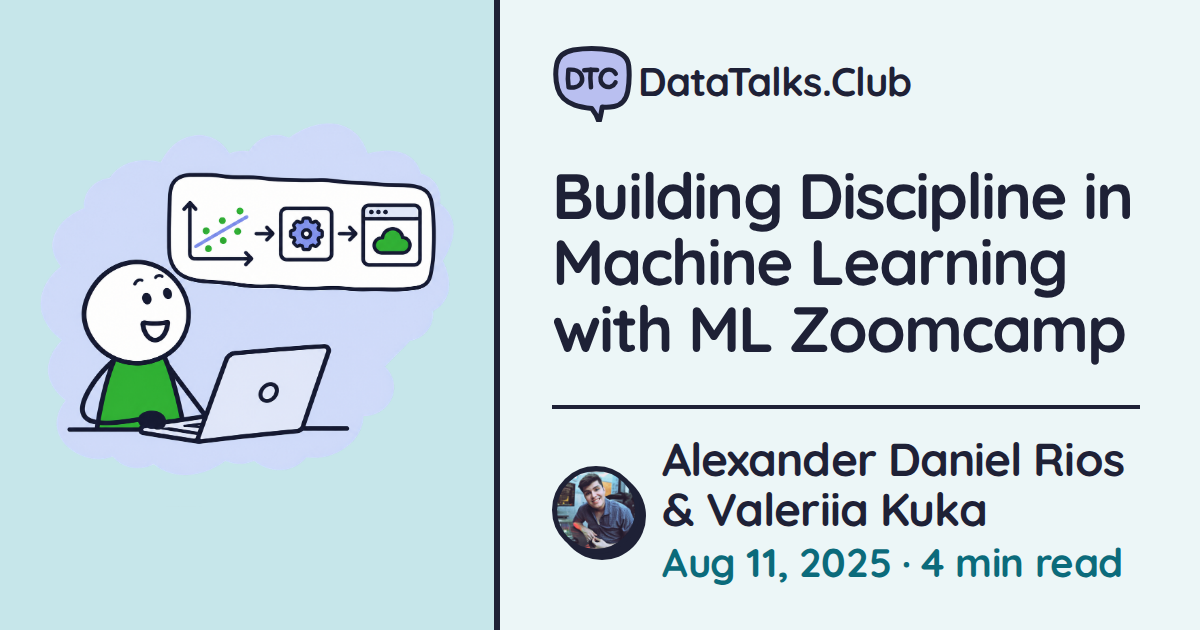 DTC DataTalks.Club
Building Discipline in
Machine Learning
with ML Zoomcamp
Alexander Daniel Rios
& Valeriia Kuka
Aug 11, 2025 · 4 min read